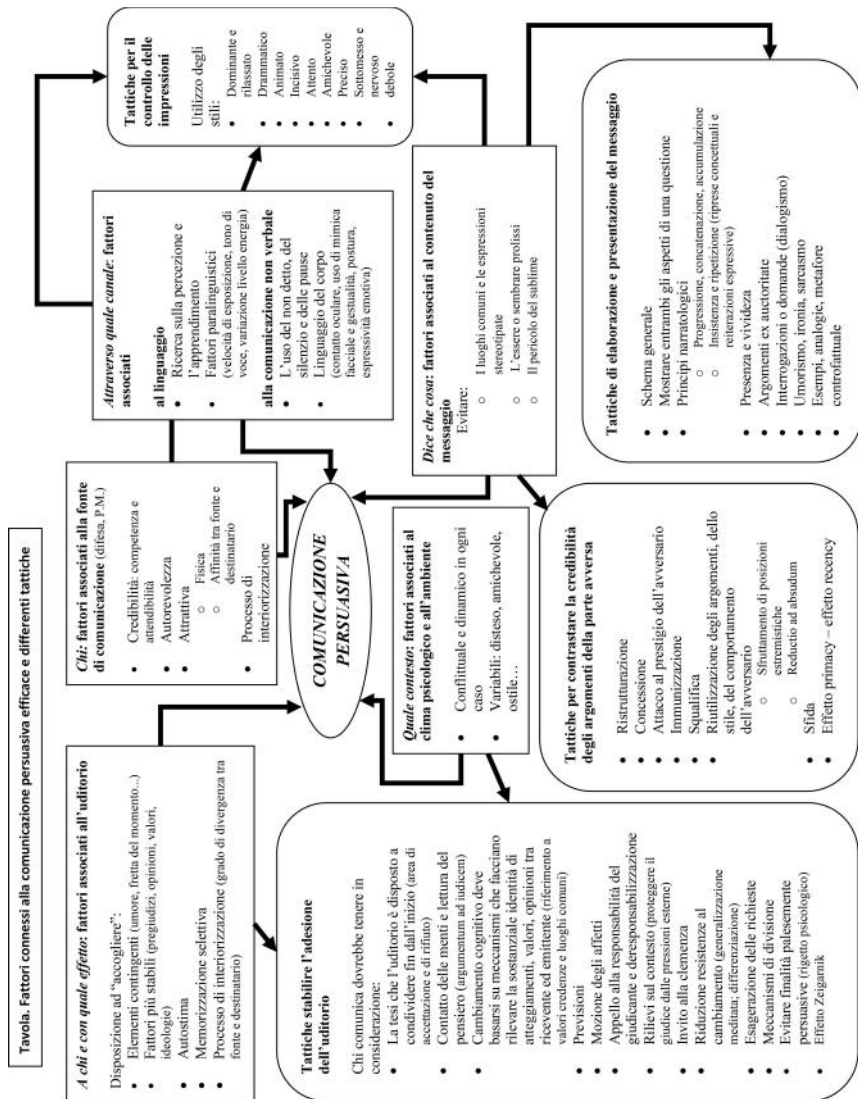 Tavola. Fattori connessi alla comunicazione persuasiva efficace e differenti tattiche
A chi e con quale effetto: fattori associati all'uditorio
Disposizione ad "accogliere":
• Elementi contingenti (umore, fretta del momento...)
• Fattori più stabili (pregiudizi, opinioni, valori,
ideologie)
• Autostima
• Memorizzazione selettiva
• Processo di interiorizzazione (grado di divergenza tra
fonte e destinatario)
Chi: fattori associati alla fonte
di comunicazione (difesa, P.M.)
• Credibilità: competenza e
attendibilità
• Autorevolezza
• Attrattiva
○ Fisica
○ Affinità tra fonte e
destinatario
• Processo di
interiorizzazione
Attraverso quale canale: fattori
associati
al linguaggio
• Ricerca sulla percezione e
l'apprendimento
• Fattori paralinguistici
(velocità di esposizione, tono di
voce, variazione livello energia)
alla comunicazione non verbale
• L'uso del non detto, del
silenzio e delle pause
• Linguaggio del corpo
(contatto oculare, uso di mimica
facciale e gestualità, postura,
espressività emotiva)
Tattiche per il
controllo delle
impressioni
Utilizzo degli
stili:
• Dominante e
rilassato
• Drammatico
• Animato
• Incisivo
• Attento
• Amichevole
• Preciso
• Sottomesso e
nervoso
• debole
COMUNICAZIONE
PERSUASIVA
Quale contesto: fattori associati al
clima psicologico e all'ambiente
• Conflittuale e dinamico in ogni
caso
• Variabili: disteso, amichevole,
ostile…
Dice che cosa: fattori associati al contenuto del
messaggio
Evitare:
○ I luoghi comuni e le espressioni
stereotipate
○ L'essere o sembrare prolissi
○ Il pericolo del sublime
Tattiche stabilire l'adesione
dell'uditorio
Chi comunica dovrebbe tenere in
considerazione:
• La tesi che l'uditorio è disposto a
condividere fin dall'inizio (area di
accettazione e di rifiuto)
• Contatto delle menti e lettura del
pensiero (argumentum ad iudicem)
• Cambiamento cognitivo deve
basarsi su meccanismi che facciano
rilevare la sostanziale identità di
atteggiamenti, valori, opinioni tra
ricevente ed emittente (riferimento a
valori credenze e luoghi comuni)
• Previsioni
• Mozione degli affetti
• Appello alla responsabilità del
giudicante e deresponsabilizzazione
• Rilievi sul contesto (proteggere il
giudice dalle pressioni esterne)
• Invito alla clemenza
• Riduzione resistenze al
cambiamento (generalizzazione
meditata; differenziazione)
• Esagerazione delle richieste
• Meccanismi di divisione
• Evitare finalità palesemente
persuasive (rigetto psicologico)
• Effetto Zeigarnik
Tattiche per contrastare la credibilità
degli argomenti della parte avversa
• Ristrutturazione
• Concessione
• Attacco al prestigio dell'avversario
• Immunizzazione
• Squalifica
• Riutilizzazione degli argomenti, dello
stile, del comportamento
dell'avversario
○ Sfruttamento di posizioni
estremistiche
○ Reductio ad absudum
• Sfida
• Effetto primacy – effetto recency
Tattiche di elaborazione e presentazione del messaggio
• Schema generale
• Mostrare entrambi gli aspetti di una questione
• Principi narratologici
○ Progressione, concatenazione, accumulazione
○ Insistenza e ripetizione (riprese concettuali e
reiterazioni espressive)
• Presenza e vividezza
• Argomenti ex auctoritate
• Interrogazioni o domande (dialogismo)
• Umorismo, ironia, sarcasmo
• Esempi, analogie, metafore
• controfattuale